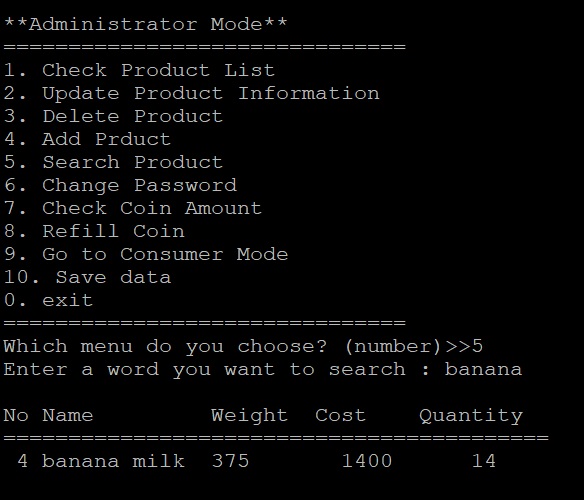 **Administrator Mode**
===============================
1. Check Product List
2. Update Product Information
3. Delete Product
4. Add Prduct
5. Search Product
6. Change Password
7. Check Coin Amount
8. Refill Coin
9. Go to Consumer Mode
10. Save data
0. exit
===============================
Which menu do you choose? (number)>>5
Enter a word you want to search : banana
No Name         Weight  Cost    Quantity
==========================================
 4 banana milk  375       1400      14